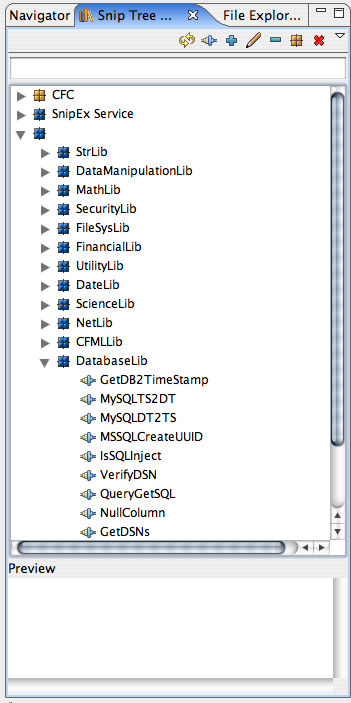 Navigator Snip Tree ... File Explor...
CFC
SnipEx Service
StrLib
DataManipulationLib
MathLib
SecurityLib
FileSysLib
FinancialLib
UtilityLib
DateLib
ScienceLib
NetLib
CFMLLib
DatabaseLib
GetDB2TimeStamp
MySQLTS2DT
MySQLDT2TS
MSSQLCreateUUID
IsSQLInject
VerifyDSN
QueryGetSQL
NullColumn
GetDSNs
Preview